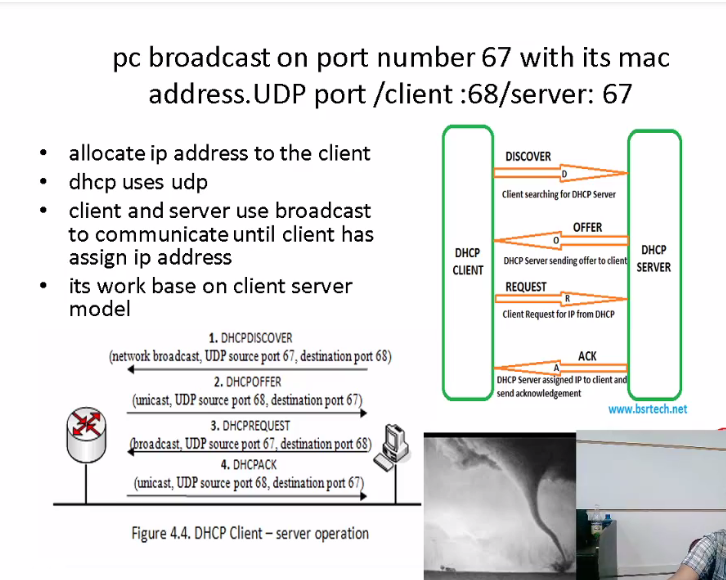 pc broadcast on port number 67 with its mac
address.UDP port /client :68/server: 67
• allocate ip address to the client
• dhcp uses udp
• client and server use broadcast
to communicate until client has
assign ip address
• its work base on client server
model
DISCOVER
D
Client searching for DHCP Server
OFFER
O
DHCP Server sending offer to client
DHCP
CLIENT
DHCP
SERVER
REQUEST
R
Client Request for IP from DHCP
ACK
A
DHCP Server assigned IP to client and
send acknowledgement
www.bsrtech.net
1. DHCPDISCOVER
(network broadcast, UDP source port 67, destination port 68)
2. DHCPOFFER
(unicast, UDP source port 68, destination port 67)
3. DHCPREQUEST
(broadcast, UDP source port 67, destination port 68)
4. DHCPACK
(unicast, UDP source port 68, destination port 67)
Figure 4.4. DHCP Client – server operation